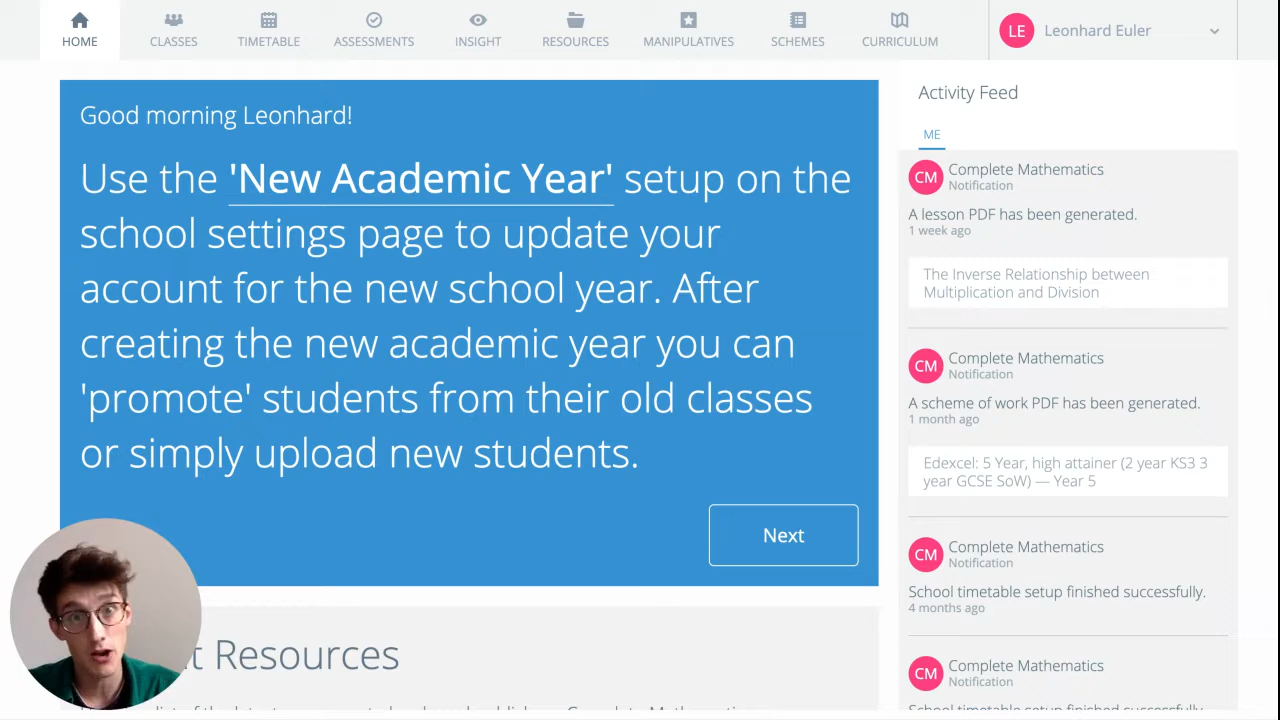 HOME
CLASSES
TIMETABLE
ASSESSMENTS
INSIGHT
RESOURCES
MANIPULATIVES
SCHEMES
CURRICULUM
LE
Leonhard Euler
Good morning Leonhard!
Use the 'New Academic Year' setup on the
school settings page to update your
account for the new school year. After
creating the new academic year you can
'promote' students from their old classes
or simply upload new students.
Next
t Resources
Activity Feed
ME
CM
Complete Mathematics
Notification
A lesson PDF has been generated.
1 week ago
The Inverse Relationship between
Multiplication and Division
CM
Complete Mathematics
Notification
A scheme of work PDF has been generated.
1 month ago
Edexcel: 5 Year, high attainer (2 year KS3 3
year GCSE SoW) — Year 5
CM
Complete Mathematics
Notification
School timetable setup finished successfully.
4 months ago
CM
Complete Mathematics
Notification
School timetable setup finished successfully.